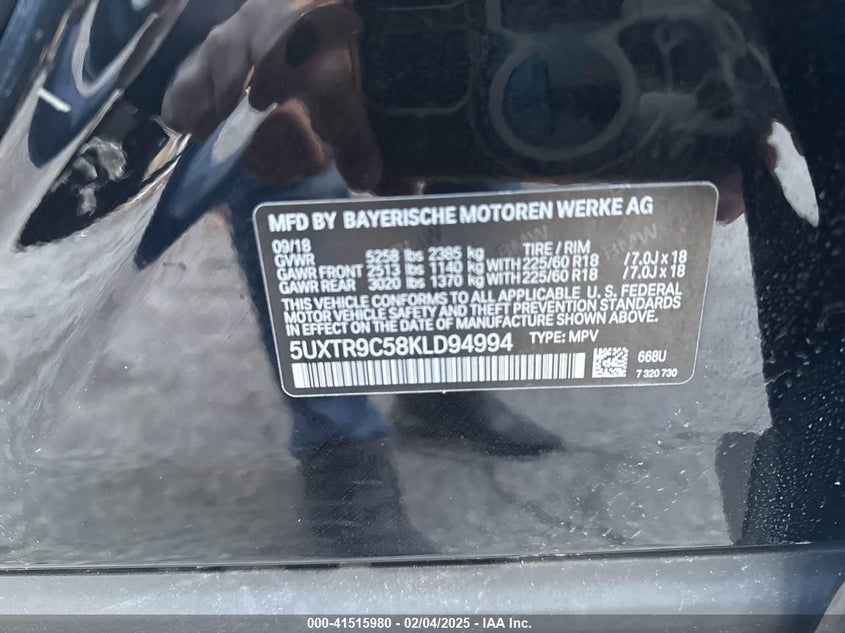 MFD BY BAYERISCHE MOTOREN WERKE AG
09/18
GVWR 5258 lbs 2385 kg TIRE / RIM
GAWR FRONT 2513 lbs 1140 kg WITH 225/60 R18 /7.0J x 18
GAWR REAR 3020 lbs 1370 kg WITH 225/60 R18 /7.0J x 18
THIS VEHICLE CONFORMS TO ALL APPLICABLE U. S. FEDERAL
MOTOR VEHICLE SAFETY, BUMPER AND THEFT PREVENTION STANDARDS
IN EFFECT ON THE DATE OF MANUFACTURE SHOWN ABOVE.
5UXTR9C58KLD94994 TYPE: MPV
668U
7 320 730
000-41515980 - 02/04/2025 - IAA Inc.